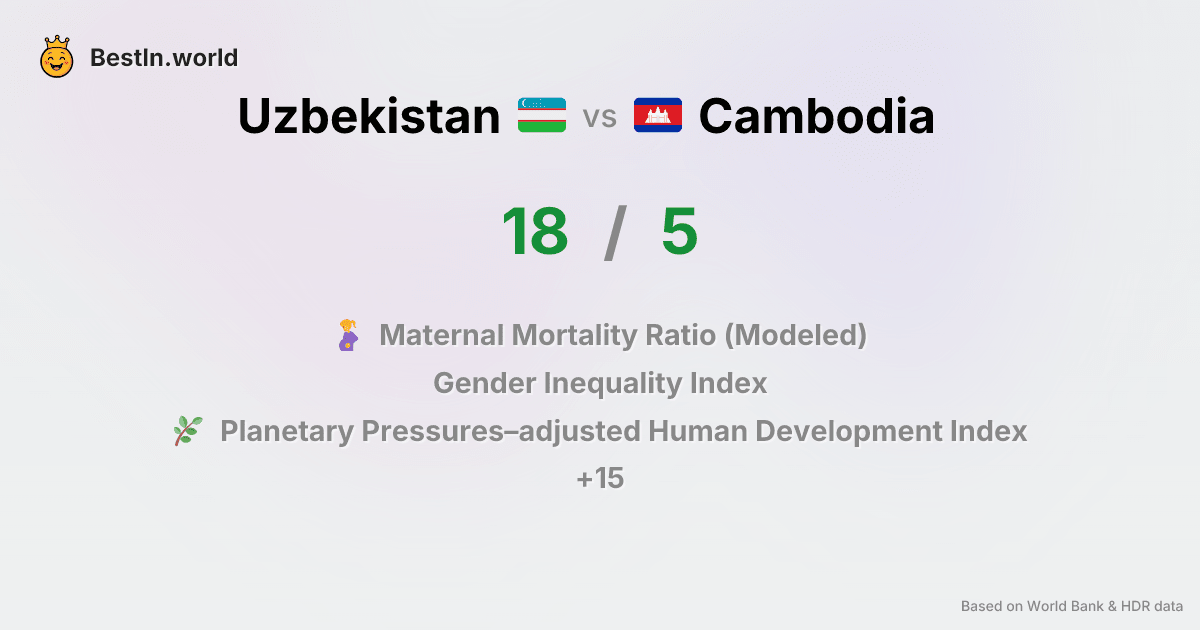 BestIn.world
Uzbekistan vs Cambodia
18 / 5
Maternal Mortality Ratio (Modeled)
Gender Inequality Index
Planetary Pressures–adjusted Human Development Index
+15
Based on World Bank & HDR data